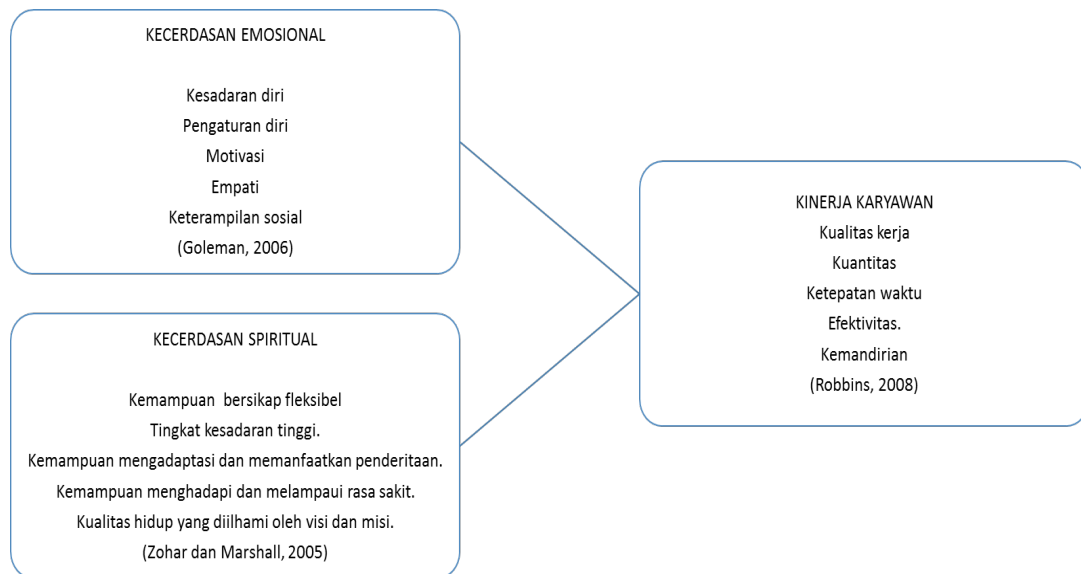 KECERDASAN EMOSIONAL
Kesadaran diri
Pengaturan diri
Motivasi
Empati
Keterampilan sosial
(Goleman, 2006)
KECERDASAN SPIRITUAL
Kemampuan  bersikap fleksibel
Tingkat kesadaran tinggi.
Kemampuan mengadaptasi dan memanfaatkan penderitaan.
Kemampuan menghadapi dan melampaui rasa sakit.
Kualitas hidup yang diilhami oleh visi dan misi.
(Zohar dan Marshall, 2005)
KINERJA KARYAWAN
Kualitas kerja
Kuantitas
Ketepatan waktu
Efektivitas.
Kemandirian
(Robbins, 2008)